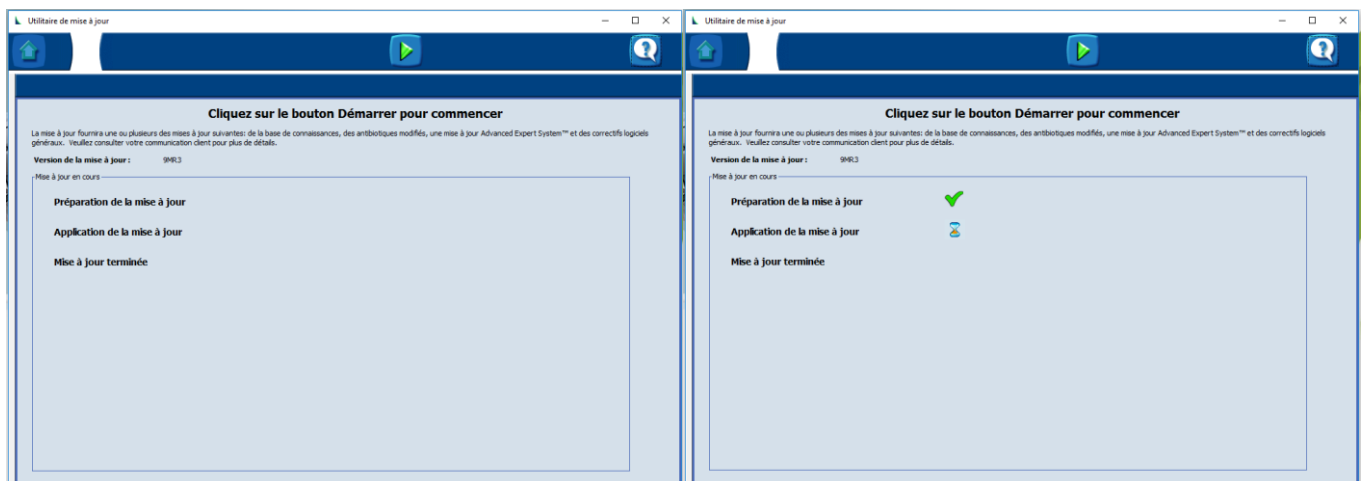 Utilitaire de mise à jour
Cliquez sur le bouton Démarrer pour commencer
La mise à jour fournira une ou plusieurs des mises à jour suivantes: de la base de connaissances, des antibiotiques modifiés, une mise à jour Advanced Expert System™ et des correctifs logiciels
généraux. Veuillez consulter votre communication client pour plus de détails.
Version de la mise à jour : 9MR3
Mise à jour en cours
Préparation de la mise à jour
Application de la mise à jour
Mise à jour terminée
Utilitaire de mise à jour
Cliquez sur le bouton Démarrer pour commencer
La mise à jour fournira une ou plusieurs des mises à jour suivantes: de la base de connaissances, des antibiotiques modifiés, une mise à jour Advanced Expert System™ et des correctifs logiciels
généraux. Veuillez consulter votre communication client pour plus de détails.
Version de la mise à jour : 9MR3
Mise à jour en cours
Préparation de la mise à jour
Application de la mise à jour
Mise à jour terminée